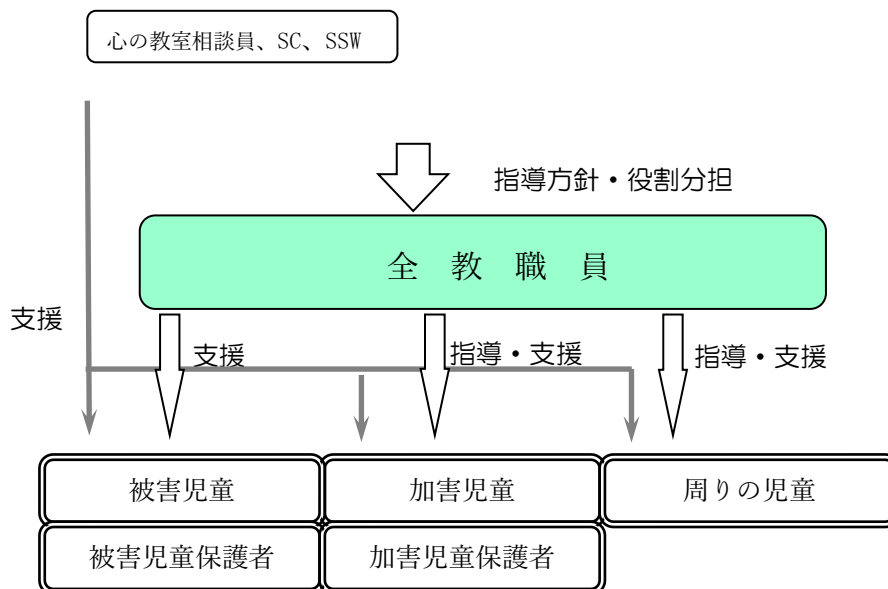 心の教室相談員、SC、SSW
指導方針・役割分担
全教職員
支援
支援
指導・支援
指導・支援
被害児童
加害児童
周りの児童
被害児童保護者
加害児童保護者